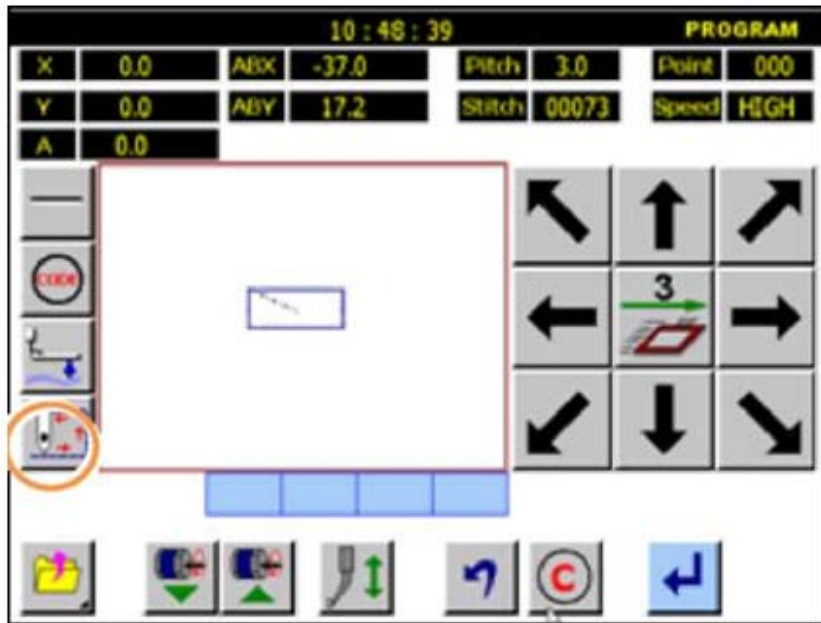 10 : 48 : 39 PROGRAM
X 0.0 ABX -37.0 Pitch 3.0 Point 000
Y 0.0 ABY 17.2 Stitch 00073 Speed HIGH
A 0.0
CODE
3
C